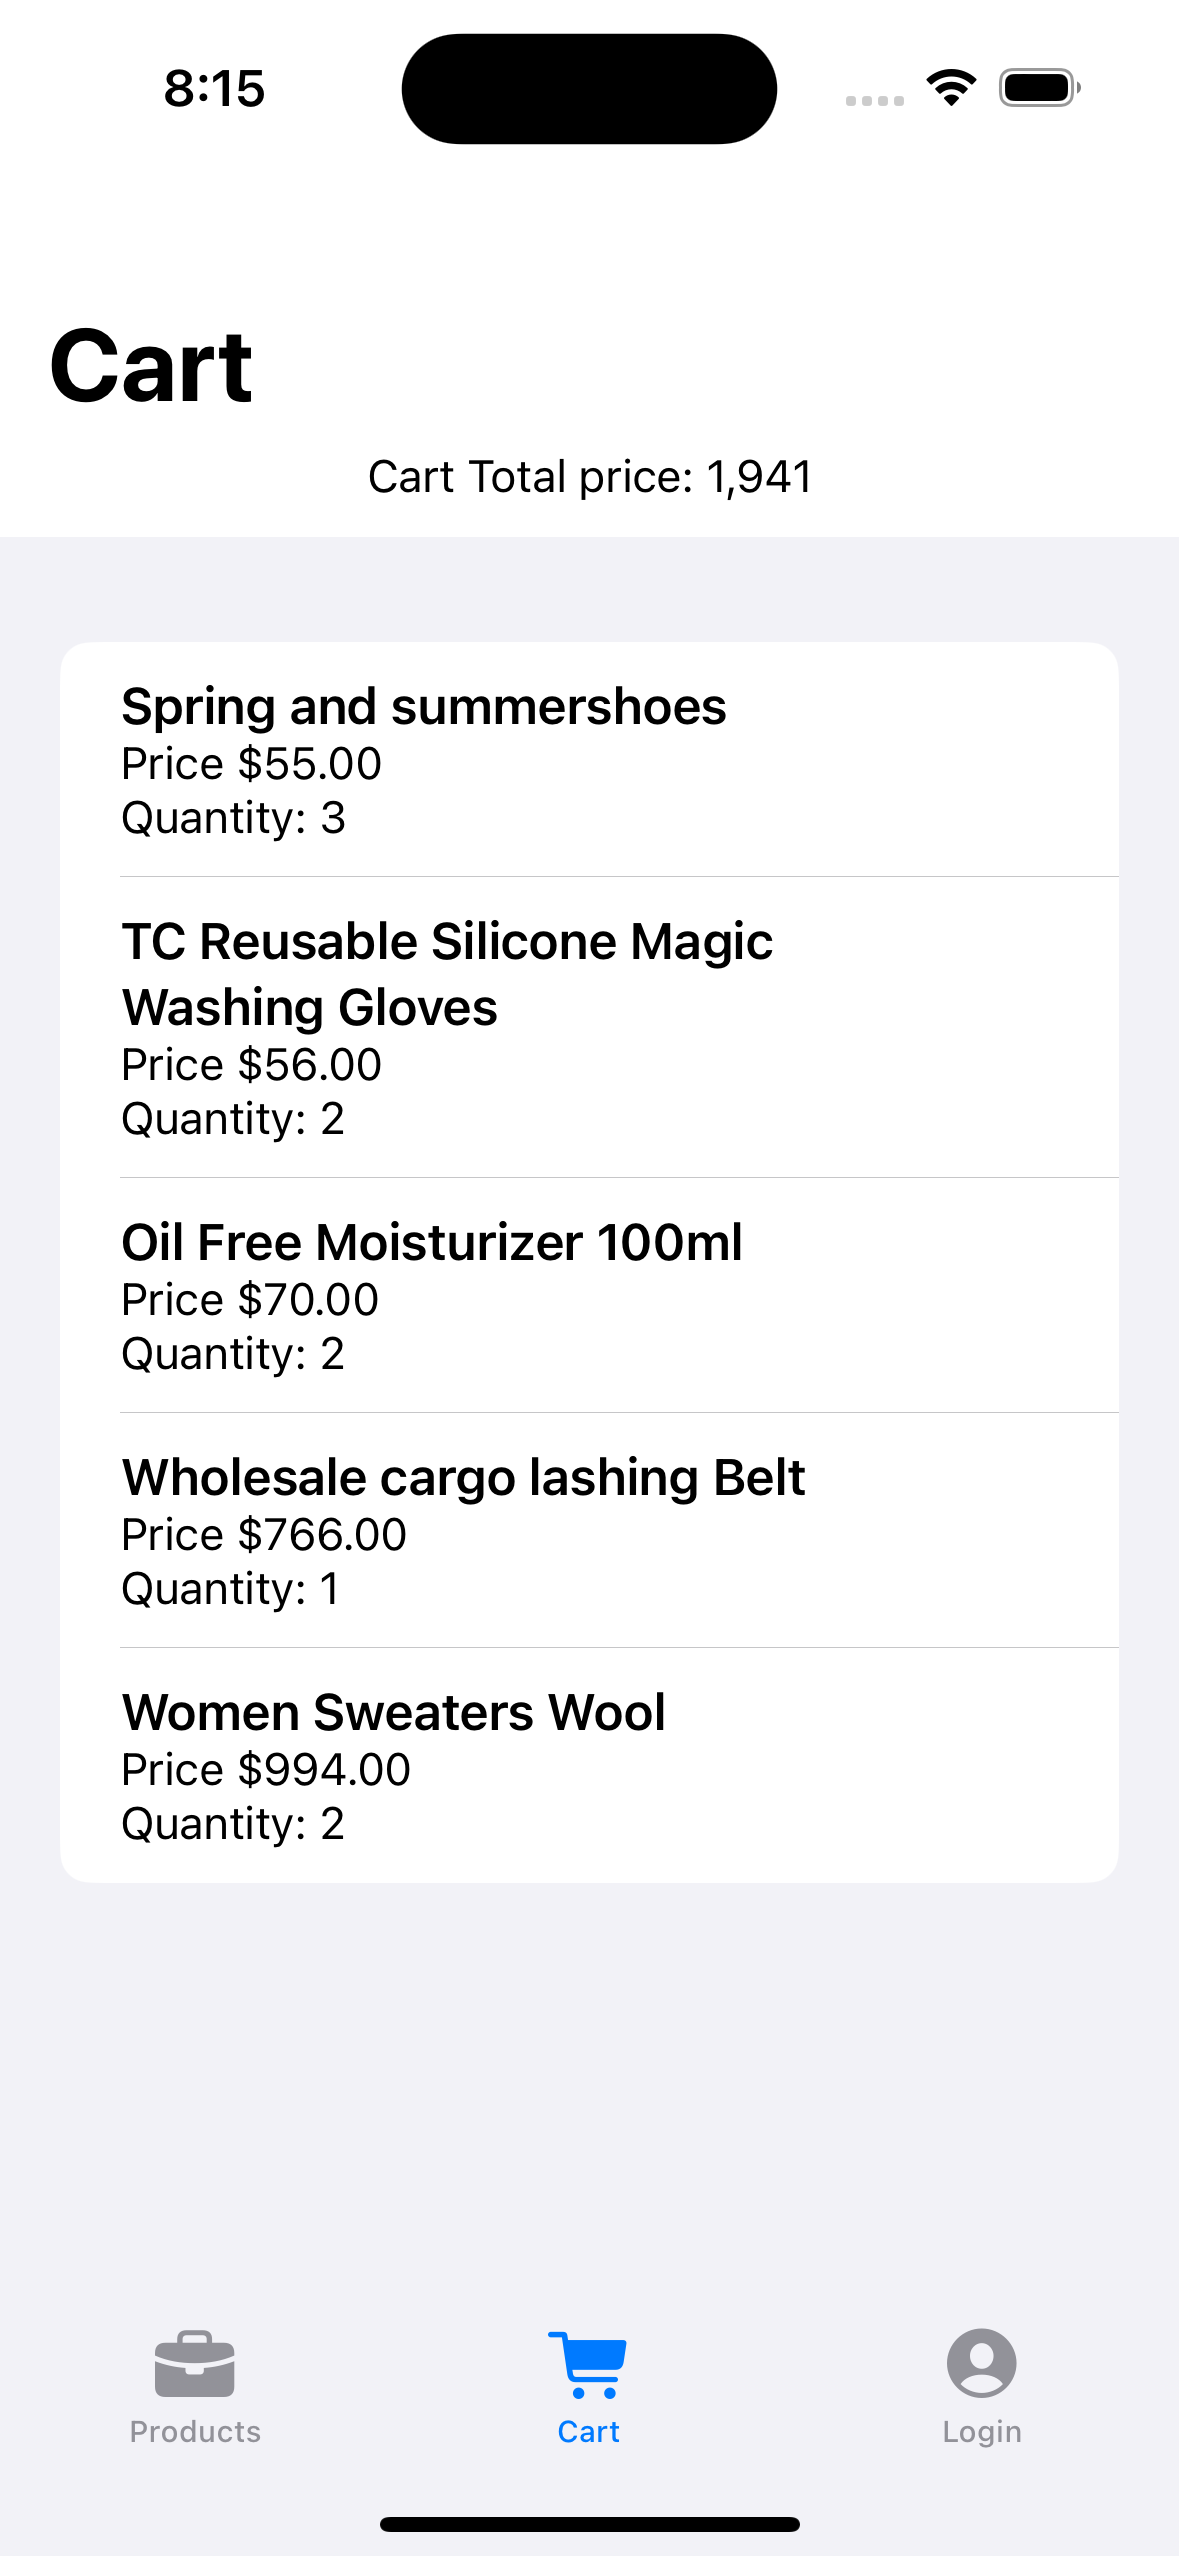 8:15
Cart
Cart Total price: 1,941
Spring and summershoes
Price $55.00
Quantity: 3
TC Reusable Silicone Magic
Washing Gloves
Price $56.00
Quantity: 2
Oil Free Moisturizer 100ml
Price $70.00
Quantity: 2
Wholesale cargo lashing Belt
Price $766.00
Quantity: 1
Women Sweaters Wool
Price $994.00
Quantity: 2
Products
Cart
Login